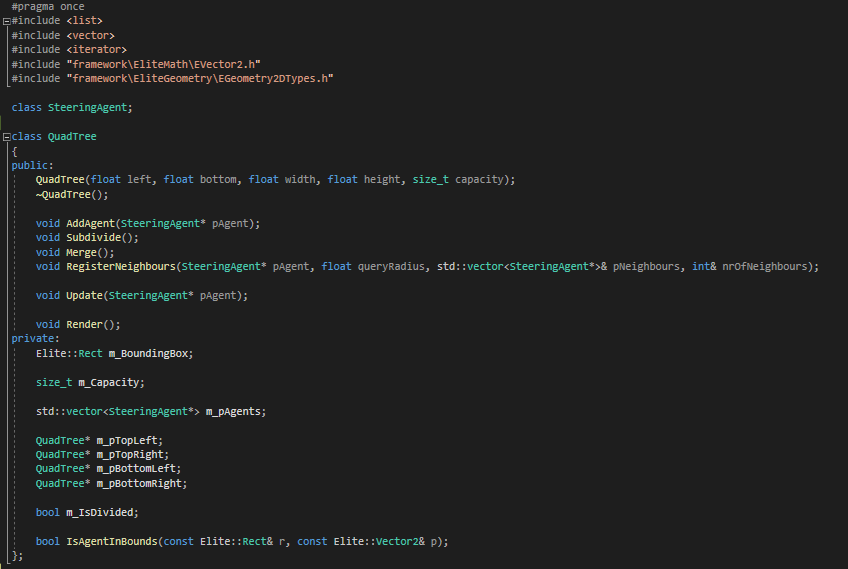 #pragma once
#include <list>
#include <vector>
#include <iterator>
#include "framework\EliteMath\EVector2.h"
#include "framework\EliteGeometry\EGeometry2DTypes.h"

class SteeringAgent;

class QuadTree
{
public:
    QuadTree(float left, float bottom, float width, float height, size_t capacity);
    ~QuadTree();

    void AddAgent(SteeringAgent* pAgent);
    void Subdivide();
    void Merge();
    void RegisterNeighbours(SteeringAgent* pAgent, float queryRadius, std::vector<SteeringAgent*>& pNeighbours, int& nrOfNeighbours);

    void Update(SteeringAgent* pAgent);

    void Render();
private:
    Elite::Rect m_BoundingBox;

    size_t m_Capacity;

    std::vector<SteeringAgent*> m_pAgents;

    QuadTree* m_pTopLeft;
    QuadTree* m_pTopRight;
    QuadTree* m_pBottomLeft;
    QuadTree* m_pBottomRight;

    bool m_IsDivided;

    bool IsAgentInBounds(const Elite::Rect& r, const Elite::Vector2& p);
};